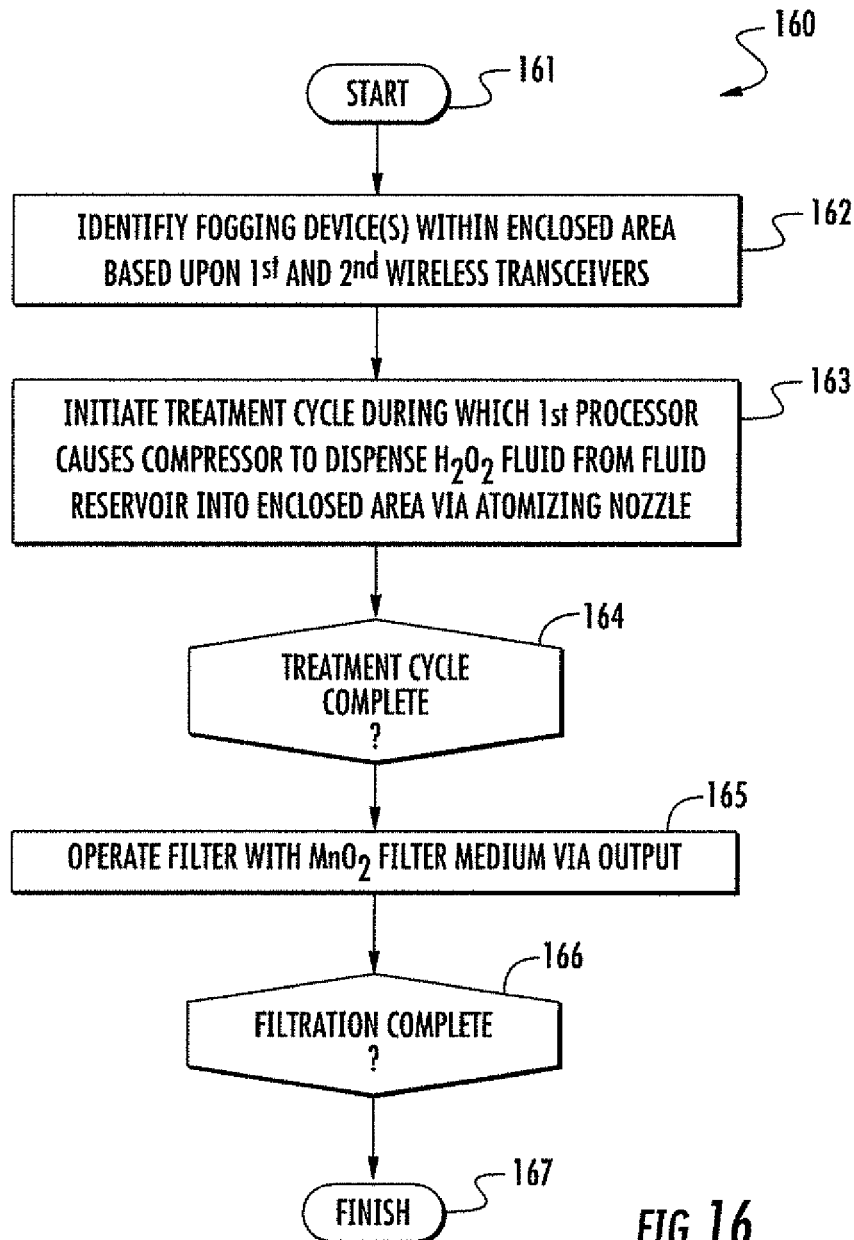 160
START
161
IDENTIFIY FOGGING DEVICE(S) WITHIN ENCLOSED AREA
BASED UPON 1st AND 2nd WIRELESS TRANSCEIVERS
162
INITIATE TREATMENT CYCLE DURING WHICH 1st PROCESSOR
CAUSES COMPRESSOR TO DISPENSE H2O2 FLUID FROM FLUID
RESERVOIR INTO ENCLOSED AREA VIA ATOMIZING NOZZLE
163
TREATMENT CYCLE
COMPLETE
?
164
OPERATE FILTER WITH MnO2 FILTER MEDIUM VIA OUTPUT
165
FILTRATION COMPLETE
?
166
FINISH
167
FIG 16